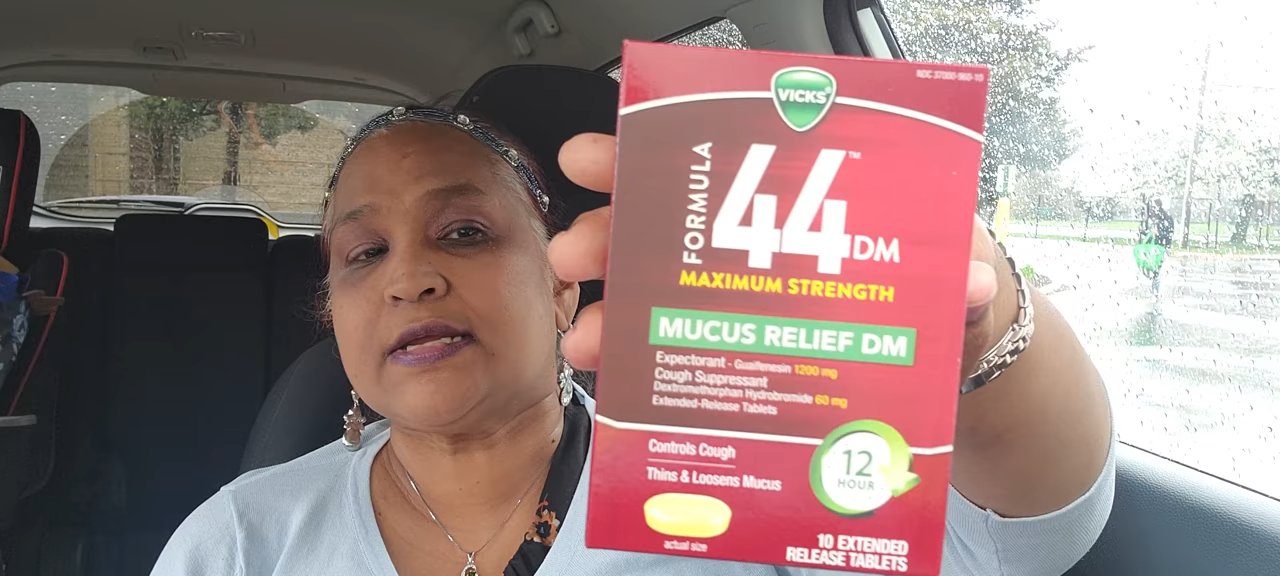 NDC 37000-960-10
VICKS®
FORMULA
44™
DM
MAXIMUM STRENGTH
MUCUS RELIEF DM
Expectorant - Guaifenesin 1200 mg
Cough Suppressant
Dextromethorphan Hydrobromide 60 mg
Extended-Release Tablets
Controls Cough
Thins & Loosens Mucus
12
HOUR
actual size
10 EXTENDED
RELEASE TABLETS